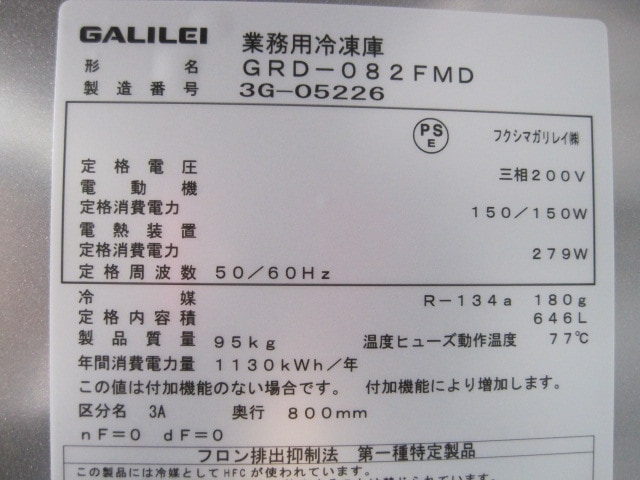 GALILEI 業務用冷凍庫
形名 GRD-082FMD
製造番号 3G-05226
PS E フクシマガリレイ㈱
定格電圧 三相200V
電動機
定格消費電力 150/150W
電熱装置
定格消費電力 279W
定格周波数 50/60Hz
冷媒 R-134a 180g
定格内容積 646L
製品質量 95kg 温度ヒューズ動作温度 77℃
年間消費電力量 1130kWh/年
この値は付加機能のない場合です。 付加機能により増加します。
区分名 3A 奥行 800mm
nF=0 dF=0
フロン排出抑制法 第一種特定製品
この製品には冷媒としてHFCが使われています。